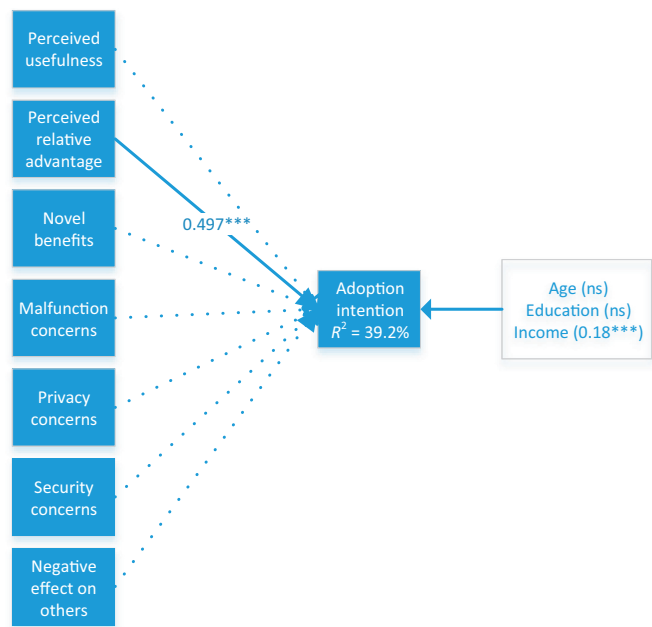 Perceived
usefulness
Perceived
relative
advantage
0.497***
Novel
benefits
Malfunction
concerns
Adoption
intention
R² = 39.2%
Age (ns)
Education (ns)
Income (0.18***)
Privacy
concerns
Security
concerns
Negative
effect on
others